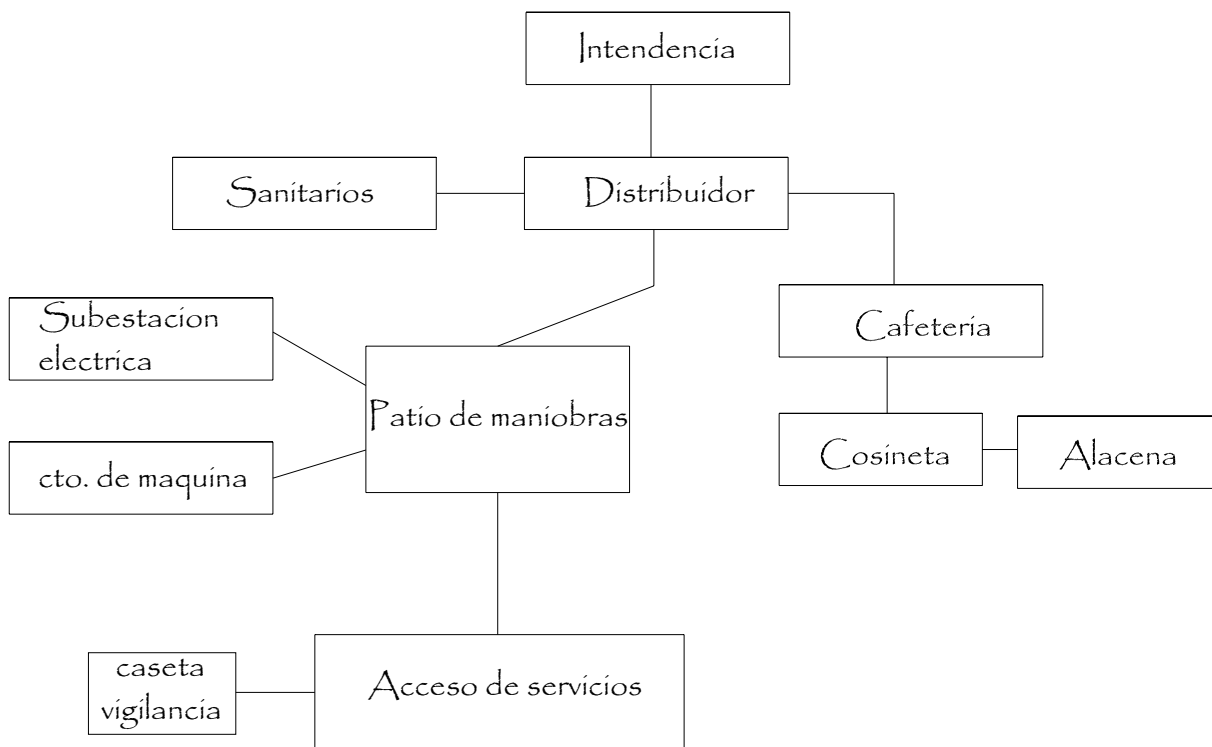 Intendencia
Sanitarios
Distribuidor
Subestacion
electrica
Cafeteria
Patio de maniobras
cto. de maquina
Cosineta
Alacena
caseta
vigilancia
Acceso de servicios